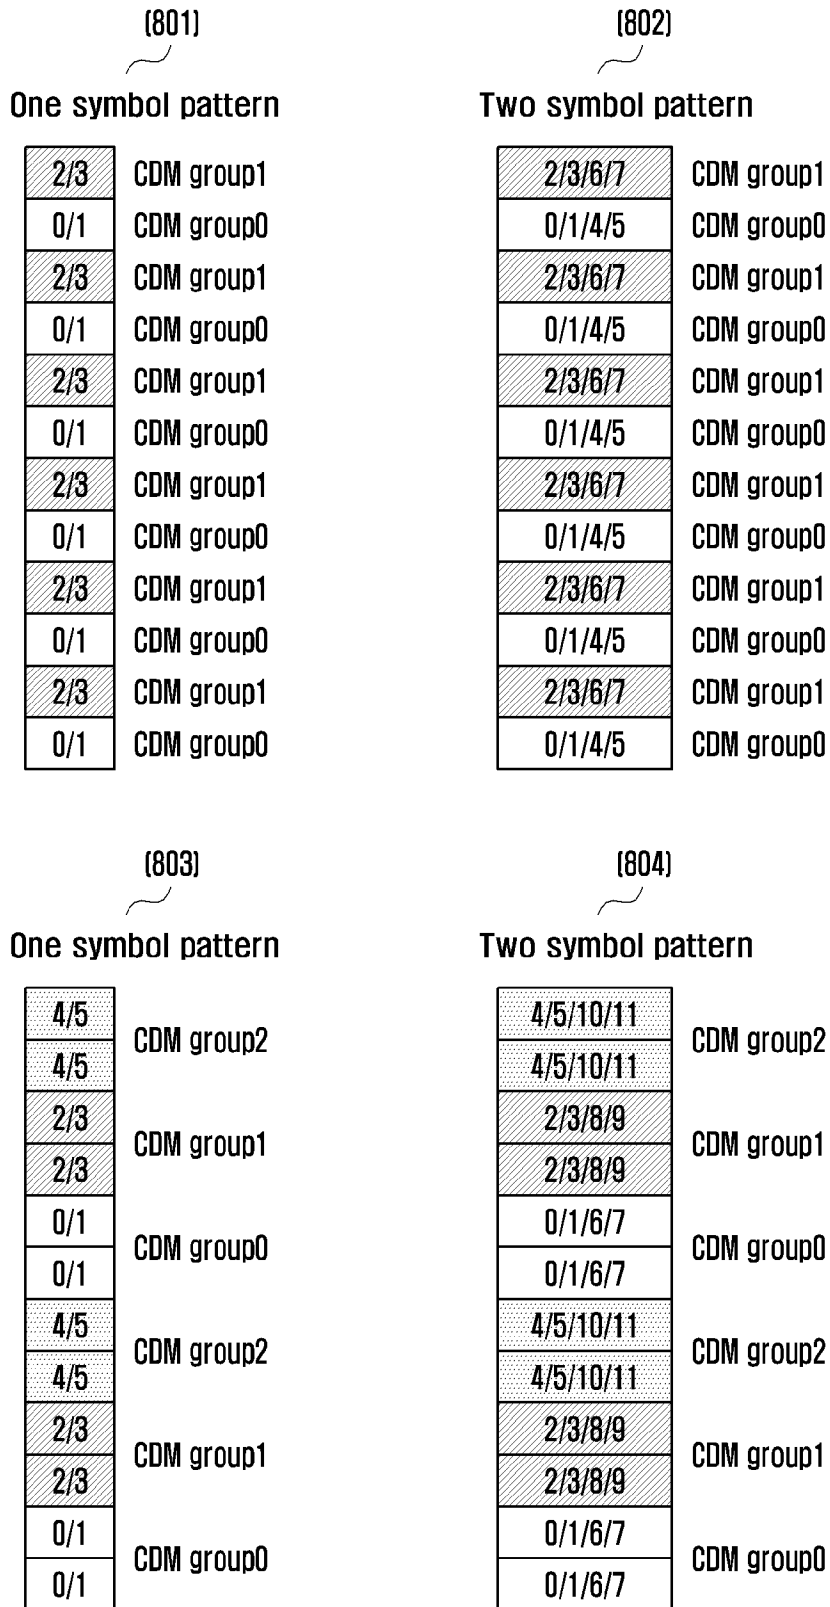 (801)
One symbol pattern
2/3 CDM group1
0/1 CDM group0
2/3 CDM group1
0/1 CDM group0
2/3 CDM group1
0/1 CDM group0
2/3 CDM group1
0/1 CDM group0
2/3 CDM group1
0/1 CDM group0
2/3 CDM group1
0/1 CDM group0
(802)
Two symbol pattern
2/3/6/7 CDM group1
0/1/4/5 CDM group0
2/3/6/7 CDM group1
0/1/4/5 CDM group0
2/3/6/7 CDM group1
0/1/4/5 CDM group0
2/3/6/7 CDM group1
0/1/4/5 CDM group0
2/3/6/7 CDM group1
0/1/4/5 CDM group0
2/3/6/7 CDM group1
0/1/4/5 CDM group0
(803)
One symbol pattern
4/5
CDM group2
4/5
2/3
CDM group1
2/3
0/1
CDM group0
0/1
4/5
CDM group2
4/5
2/3
CDM group1
2/3
0/1
CDM group0
0/1
(804)
Two symbol pattern
4/5/10/11
CDM group2
4/5/10/11
2/3/8/9
CDM group1
2/3/8/9
0/1/6/7
CDM group0
0/1/6/7
4/5/10/11
CDM group2
4/5/10/11
2/3/8/9
CDM group1
2/3/8/9
0/1/6/7
CDM group0
0/1/6/7